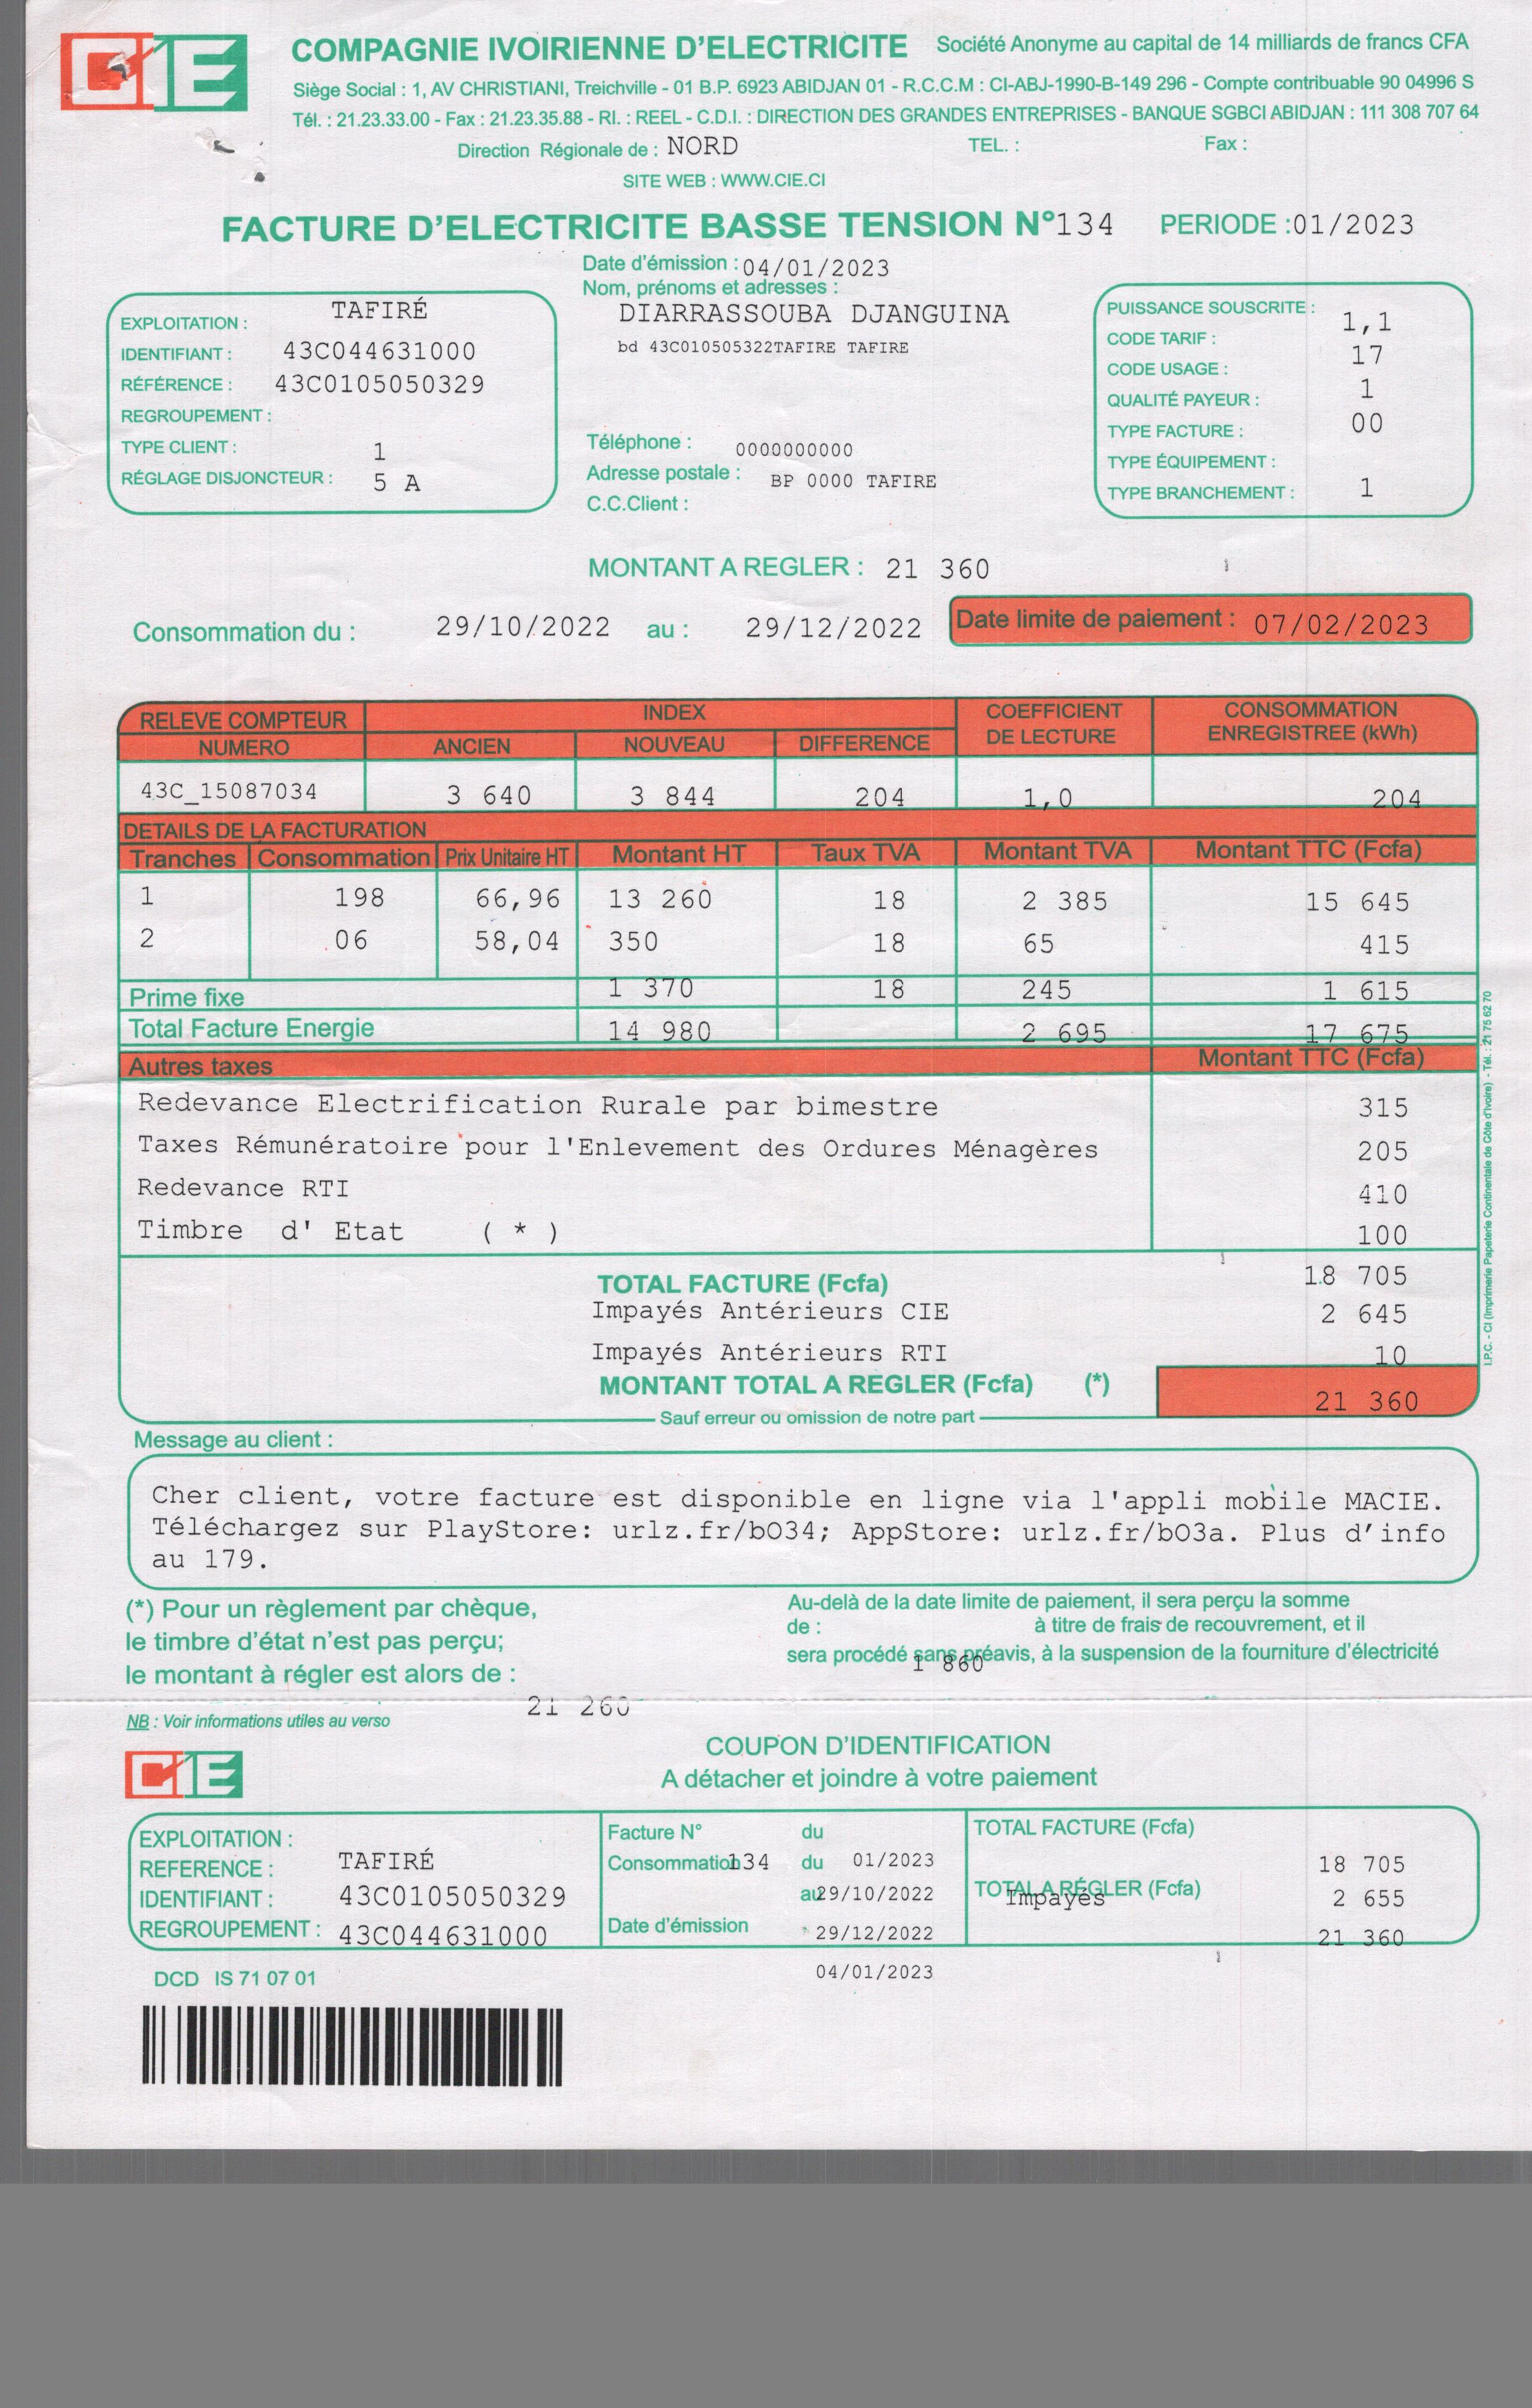 CIE COMPAGNIE IVOIRIENNE D'ELECTRICITE Société Anonyme au capital de 14 milliards de francs CFA
Siège Social : 1, AV CHRISTIANI, Treichville - 01 B.P. 6923 ABIDJAN 01 - R.C.C.M : CI-ABJ-1990-B-149 296 - Compte contribuable 90 04996 S
Tél. : 21.23.33.00 - Fax : 21.23.35.88 - RI. : REEL - C.D.I. : DIRECTION DES GRANDES ENTREPRISES - BANQUE SGBCI ABIDJAN : 111 308 707 64
Direction Régionale de : NORD TEL. : Fax :
SITE WEB : WWW.CIE.CI
FACTURE D'ELECTRICITE BASSE TENSION N°134 PERIODE :01/2023
Date d'émission : 04/01/2023
Nom, prénoms et adresses :
DIARRASSOUBA DJANGUINA
bd 43C010505322TAFIRE TAFIRE
Téléphone : 0000000000
Adresse postale : BP 0000 TAFIRE
C.C.Client :
EXPLOITATION : TAFIRÉ
IDENTIFIANT : 43C044631000
RÉFÉRENCE : 43C0105050329
REGROUPEMENT :
TYPE CLIENT : 1
RÉGLAGE DISJONCTEUR : 5 A
PUISSANCE SOUSCRITE : 1,1
CODE TARIF : 17
CODE USAGE : 1
QUALITÉ PAYEUR : 00
TYPE FACTURE :
TYPE ÉQUIPEMENT :
TYPE BRANCHEMENT : 1
MONTANT A REGLER : 21 360
Consommation du : 29/10/2022 au : 29/12/2022 Date limite de paiement : 07/02/2023
RELEVE COMPTEUR INDEX COEFFICIENT CONSOMMATION
NUMERO ANCIEN NOUVEAU DIFFERENCE DE LECTURE ENREGISTREE (kWh)
43C_15087034 3 640 3 844 204 1,0 204
DETAILS DE LA FACTURATION
Tranches Consommation Prix Unitaire HT Montant HT Taux TVA Montant TVA Montant TTC (Fcfa)
1 198 66,96 13 260 18 2 385 15 645
2 06 58,04 350 18 65 415
Prime fixe 1 370 18 245 1 615
Total Facture Energie 14 980 2 695 17 675
Autres taxes Montant TTC (Fcfa)
Redevance Electrification Rurale par bimestre 315
Taxes Rémunératoire pour l'Enlevement des Ordures Ménagères 205
Redevance RTI 410
Timbre d' Etat ( * ) 100
TOTAL FACTURE (Fcfa) 18 705
Impayés Antérieurs CIE 2 645
Impayés Antérieurs RTI 10
MONTANT TOTAL A REGLER (Fcfa) (*) 21 360
Sauf erreur ou omission de notre part
I.P.C. - CI (Imprimerie Papeterie Continentale de Côte d'Ivoire) - Tél. : 21 75 62 70
Message au client :
Cher client, votre facture est disponible en ligne via l'appli mobile MACIE.
Téléchargez sur PlayStore: urlz.fr/bO34; AppStore: urlz.fr/bO3a. Plus d'info
au 179.
(*) Pour un règlement par chèque,
le timbre d'état n'est pas perçu;
le montant à régler est alors de :
21 260
Au-delà de la date limite de paiement, il sera perçu la somme
de : à titre de frais de recouvrement, et il
sera procédé sans préavis, à la suspension de la fourniture d'électricité
1 860
NB : Voir informations utiles au verso
CIE
COUPON D'IDENTIFICATION
A détacher et joindre à votre paiement
EXPLOITATION :
REFERENCE : TAFIRÉ
IDENTIFIANT : 43C0105050329
REGROUPEMENT : 43C044631000
Facture N° du
Consommation 134 du 01/2023
au 29/10/2022
Date d'émission 29/12/2022
04/01/2023
TOTAL FACTURE (Fcfa)
18 705
TOTAL A RÉGLER (Fcfa)
Impayés 2 655
21 360
DCD IS 71 07 01